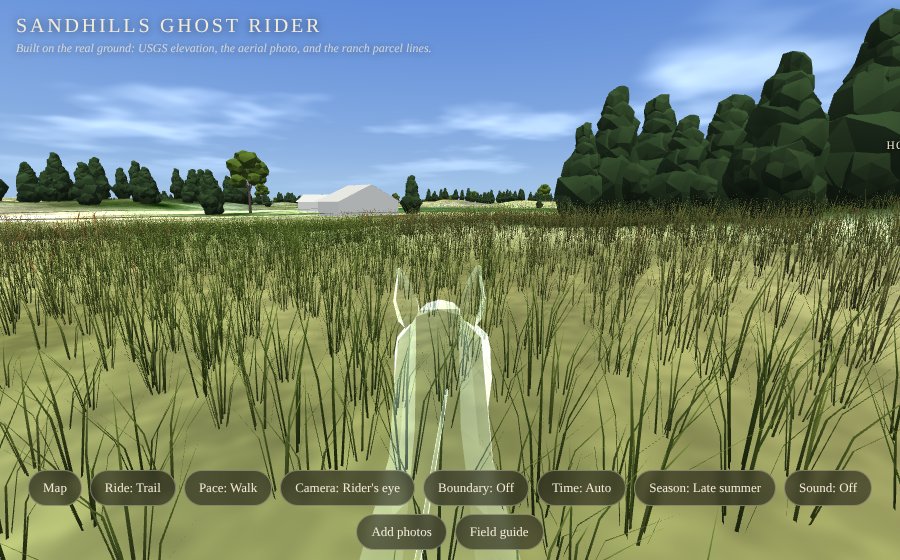 SANDHILLS GHOST RIDER
Built on the real ground: USGS elevation, the aerial photo, and the ranch parcel lines.
Map
Ride: Trail
Pace: Walk
Camera: Rider's eye
Boundary: Off
Time: Auto
Season: Late summer
Sound: Off
Add photos
Field guide